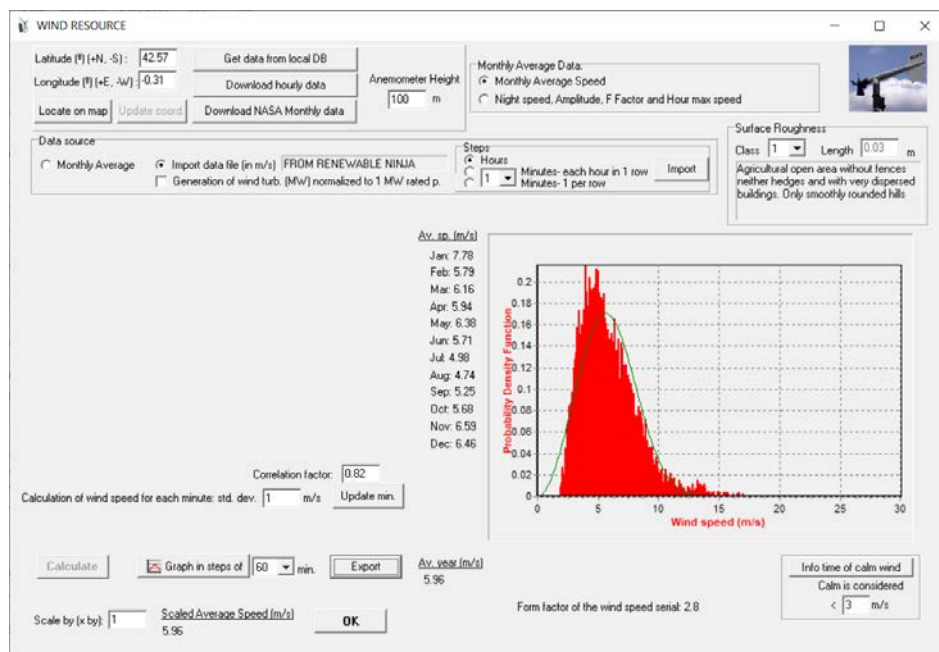 WIND RESOURCE
Latitude (º) (+N, -S) : 42.57
Get data from local DB
Longitude (º) (+E, -W) : -0.31
Download hourly data
Locate on map
Update coord.
Download NASA Monthly data
Anemometer Height
100 m
Monthly Average Data:
Monthly Average Speed
Night speed, Amplitude, F Factor and Hour max speed
Data source
Monthly Average
Import data file (in m/s) FROM RENEWABLE NINJA
Generation of wind turb. (MW) normalized to 1 MW rated p.
Steps
Hours
1 Minutes- each hour in 1 row
Minutes- 1 per row
Import
Surface Roughness
Class 1 Length 0.03 m
Agricultural open area without fences
neither hedges and with very dispersed
buildings. Only smoothly rounded hills
Av. sp. (m/s)
Jan: 7.78
Feb: 5.79
Mar: 6.16
Apr: 5.94
May: 6.38
Jun: 5.71
Jul: 4.98
Aug: 4.74
Sep: 5.25
Oct: 5.68
Nov: 6.59
Dec: 6.46
Probability Density Function
0.2
0.18
0.16
0.14
0.12
0.1
0.08
0.06
0.04
0.02
0
0 5 10 15 20 25 30
Wind speed (m/s)
Correlation factor: 0.82
Calculation of wind speed for each minute: std. dev. 1 m/s Update min.
Calculate
Graph in steps of 60 min.
Export
Av. year (m/s)
5.96
Info time of calm wind
Calm is considered
< 3 m/s
Form factor of the wind speed serial: 2.8
Scale by (x by): 1
Scaled Average Speed (m/s)
5.96
OK